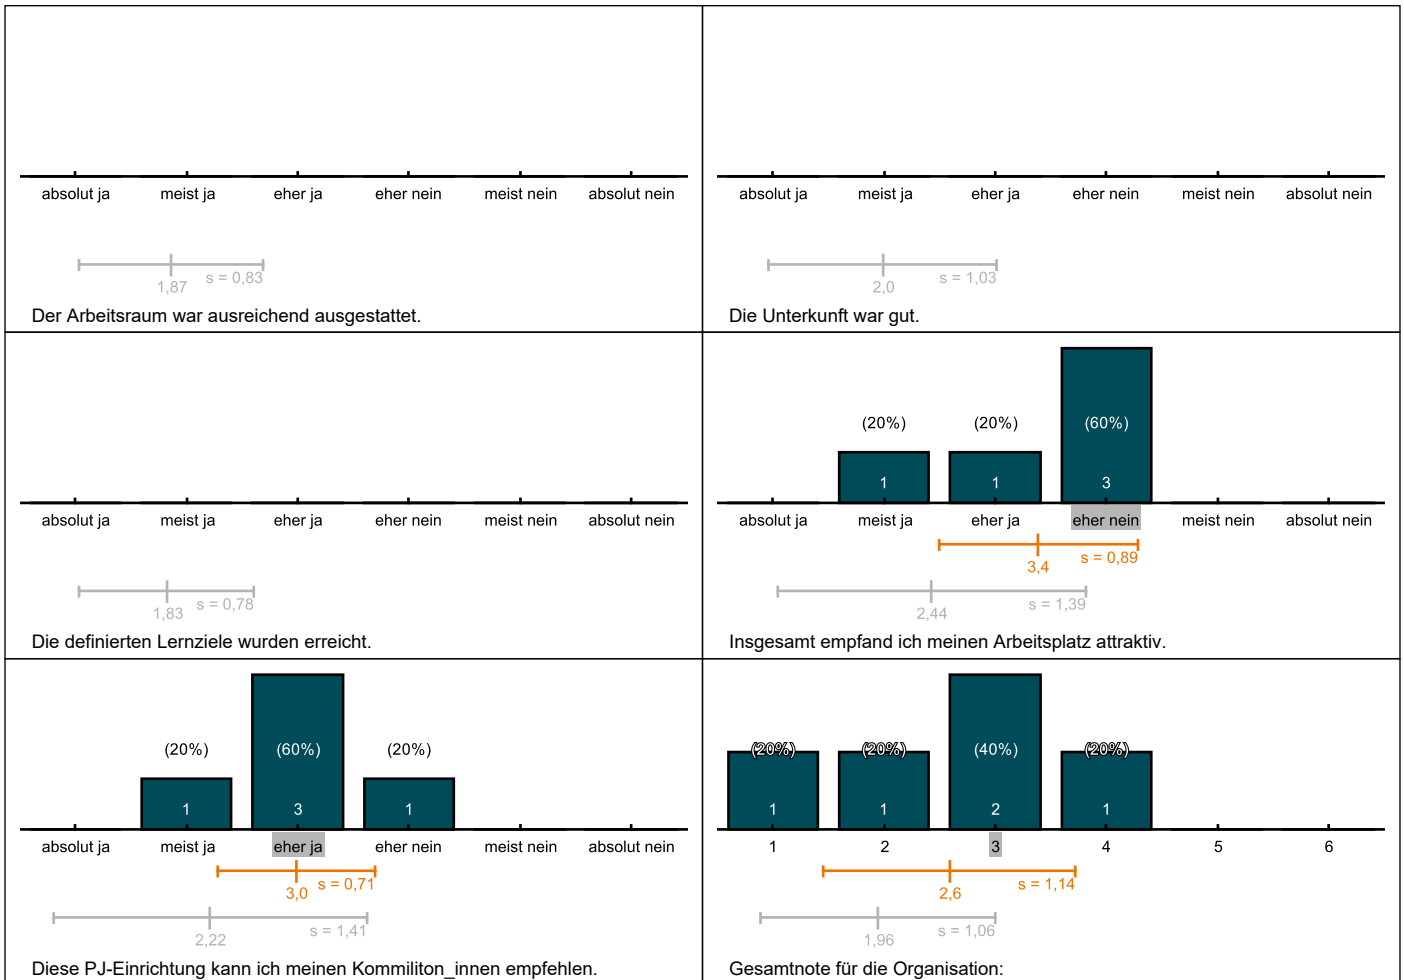 absolut ja meist ja eher ja eher nein meist nein absolut nein
s = 0,83
1,87
Der Arbeitsraum war ausreichend ausgestattet.
absolut ja meist ja eher ja eher nein meist nein absolut nein
s = 1,03
2,0
Die Unterkunft war gut.
absolut ja meist ja eher ja eher nein meist nein absolut nein
s = 0,78
1,83
Die definierten Lernziele wurden erreicht.
(20%) (20%) (60%)
1 1 3
absolut ja meist ja eher ja eher nein meist nein absolut nein
s = 0,89
3,4
s = 1,39
2,44
Insgesamt empfand ich meinen Arbeitsplatz attraktiv.
(20%) (60%) (20%)
1 3 1
absolut ja meist ja eher ja eher nein meist nein absolut nein
s = 0,71
3,0
s = 1,41
2,22
Diese PJ-Einrichtung kann ich meinen Kommiliton_innen empfehlen.
(20%) (20%) (40%) (20%)
1 1 2 1
1 2 3 4 5 6
s = 1,14
2,6
s = 1,06
1,96
Gesamtnote für die Organisation: